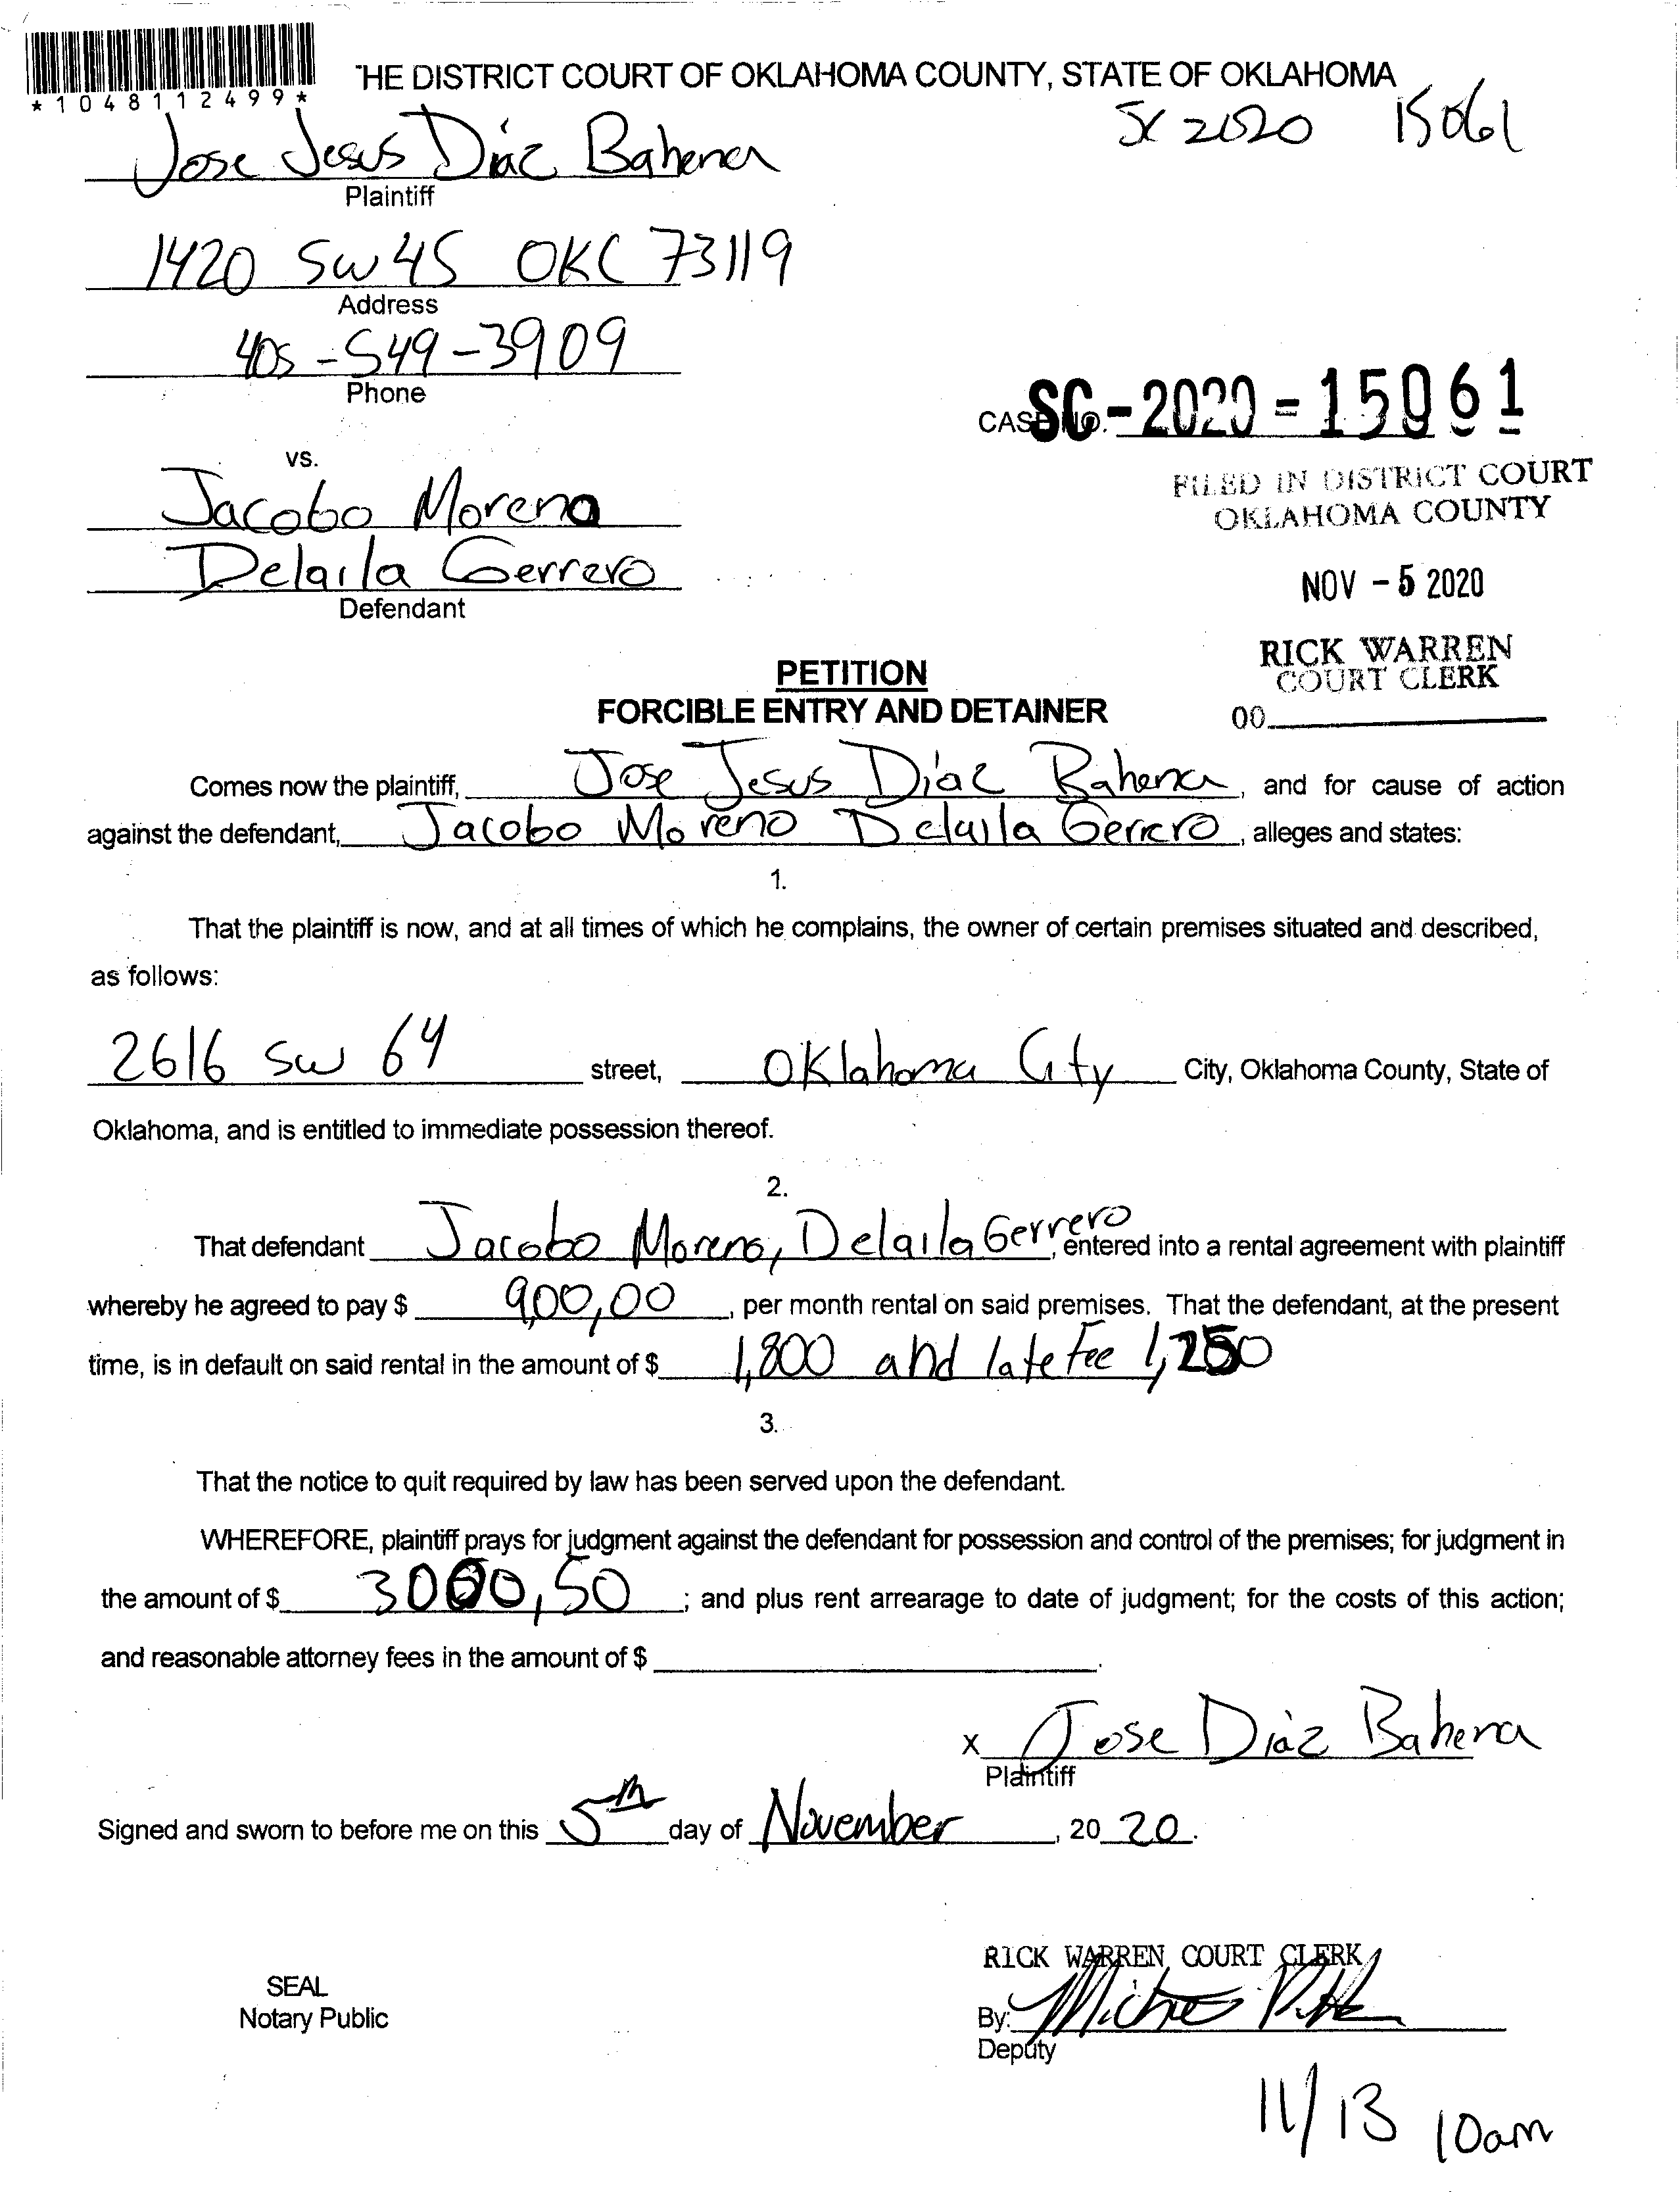 *1048112499*
THE DISTRICT COURT OF OKLAHOMA COUNTY, STATE OF OKLAHOMA
SC 2020 15061
Jose Jesus Diaz Bahena
Plaintiff
1420 SW 45 OKC 73119
Address
405-549-3909
Phone
CASE NO. SC-2020=15061
vs.
FILED IN DISTRICT COURT
OKLAHOMA COUNTY
Jacobo Moreno
Delaila Gerrero
Defendant
NOV -5 2020
RICK WARREN
COURT CLERK
00
PETITION
FORCIBLE ENTRY AND DETAINER
Comes now the plaintiff, Jose Jesus Diaz Bahena, and for cause of action
against the defendant, Jacobo Moreno Delaila Gerrero, alleges and states:
1.
That the plaintiff is now, and at all times of which he complains, the owner of certain premises situated and described,
as follows:
2616 SW 64 street, Oklahoma City City, Oklahoma County, State of
Oklahoma, and is entitled to immediate possession thereof.
2.
That defendant Jacobo Moreno, Delaila Gerrero, entered into a rental agreement with plaintiff
whereby he agreed to pay $ 900,00, per month rental on said premises. That the defendant, at the present
time, is in default on said rental in the amount of $ 1,800 and late Fee 1,250
3.
That the notice to quit required by law has been served upon the defendant.
WHEREFORE, plaintiff prays for judgment against the defendant for possession and control of the premises; for judgment in
the amount of $ 3000,50; and plus rent arrearage to date of judgment; for the costs of this action;
and reasonable attorney fees in the amount of $ .
X Jose Diaz Bahena
Plaintiff
Signed and sworn to before me on this 5th day of November, 20 20.
RICK WARREN COURT CLERK
SEAL
Notary Public
By:
Deputy
11/13 10am